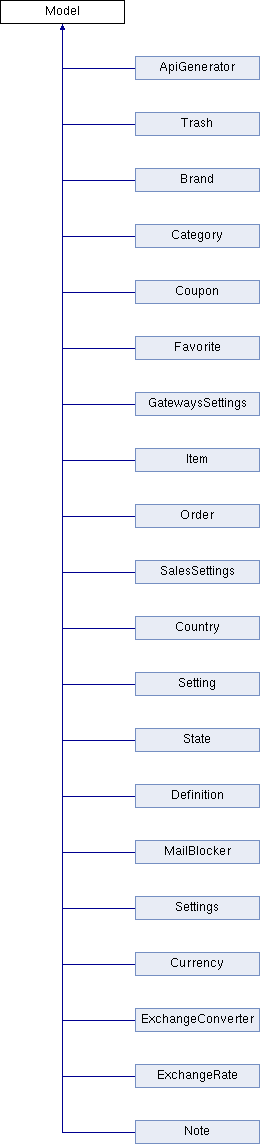 Model
ApiGenerator
Trash
Brand
Category
Coupon
Favorite
GatewaysSettings
Item
Order
SalesSettings
Country
Setting
State
Definition
MailBlocker
Settings
Currency
ExchangeConverter
ExchangeRate
Note